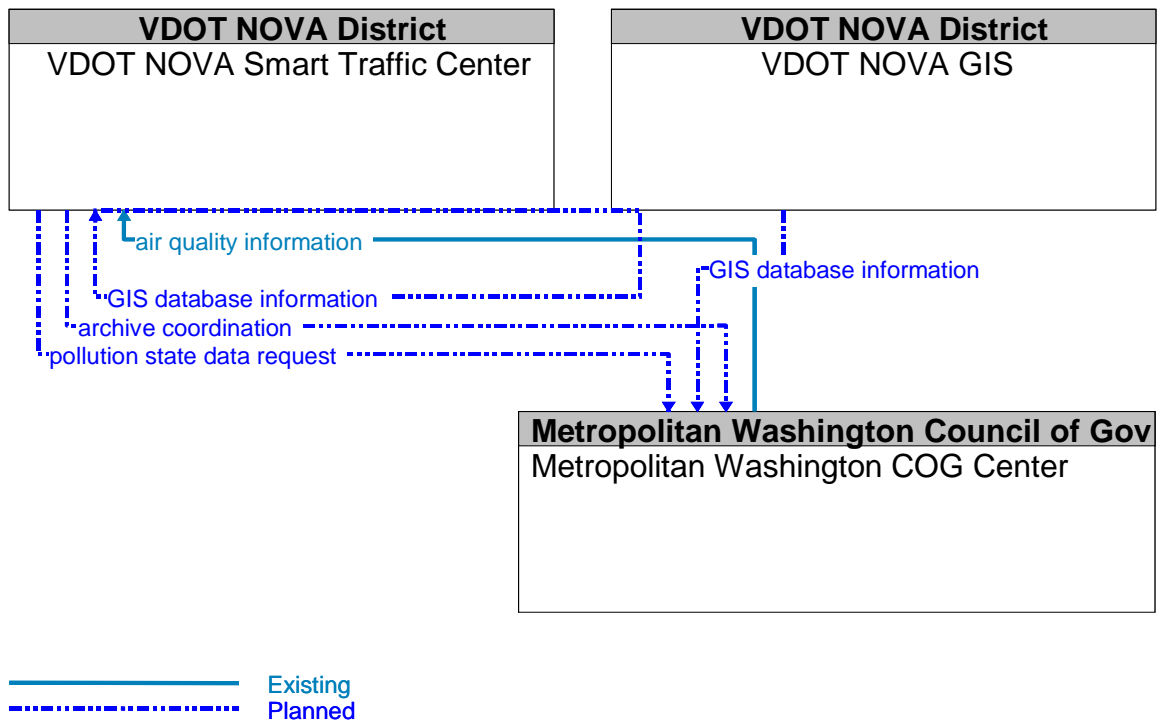 VDOT NOVA District
VDOT NOVA Smart Traffic Center
VDOT NOVA District
VDOT NOVA GIS
air quality information
GIS database information
GIS database information
archive coordination
pollution state data request
Metropolitan Washington Council of Gov
Metropolitan Washington COG Center
Existing
Planned